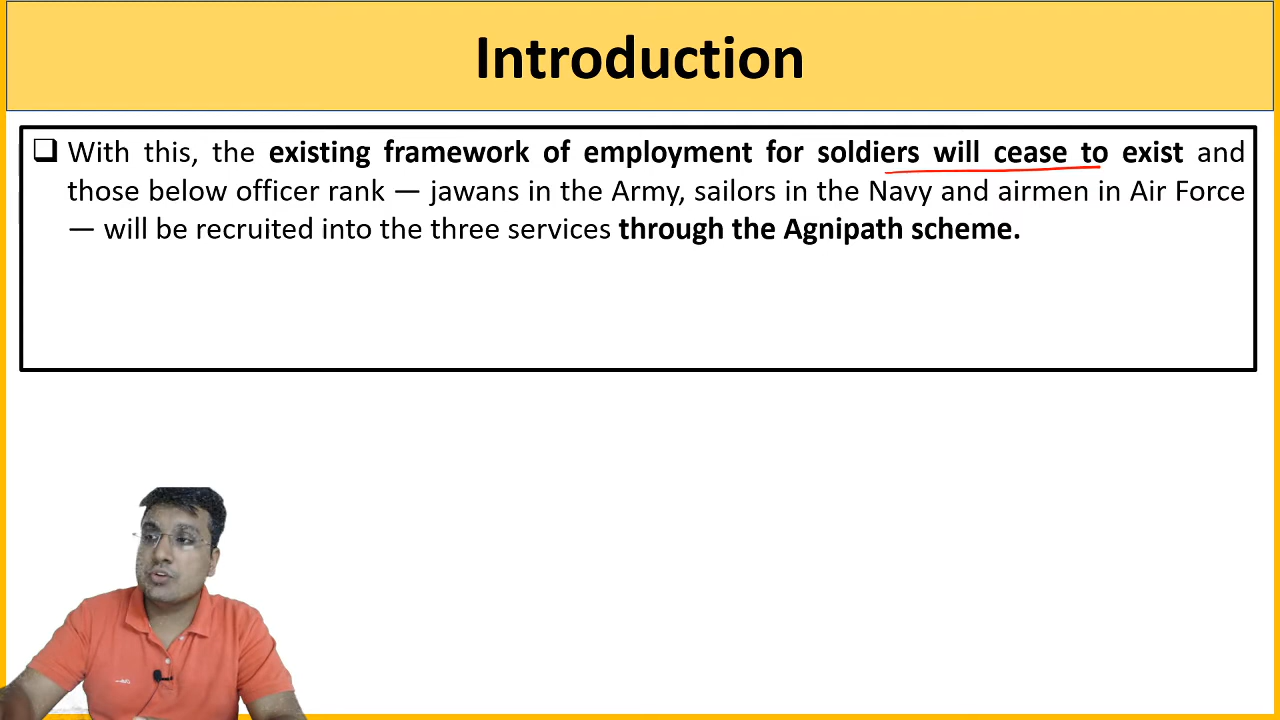 Introduction
❑ With this, the existing framework of employment for soldiers will cease to exist and
those below officer rank — jawans in the Army, sailors in the Navy and airmen in Air Force
— will be recruited into the three services through the Agnipath scheme.